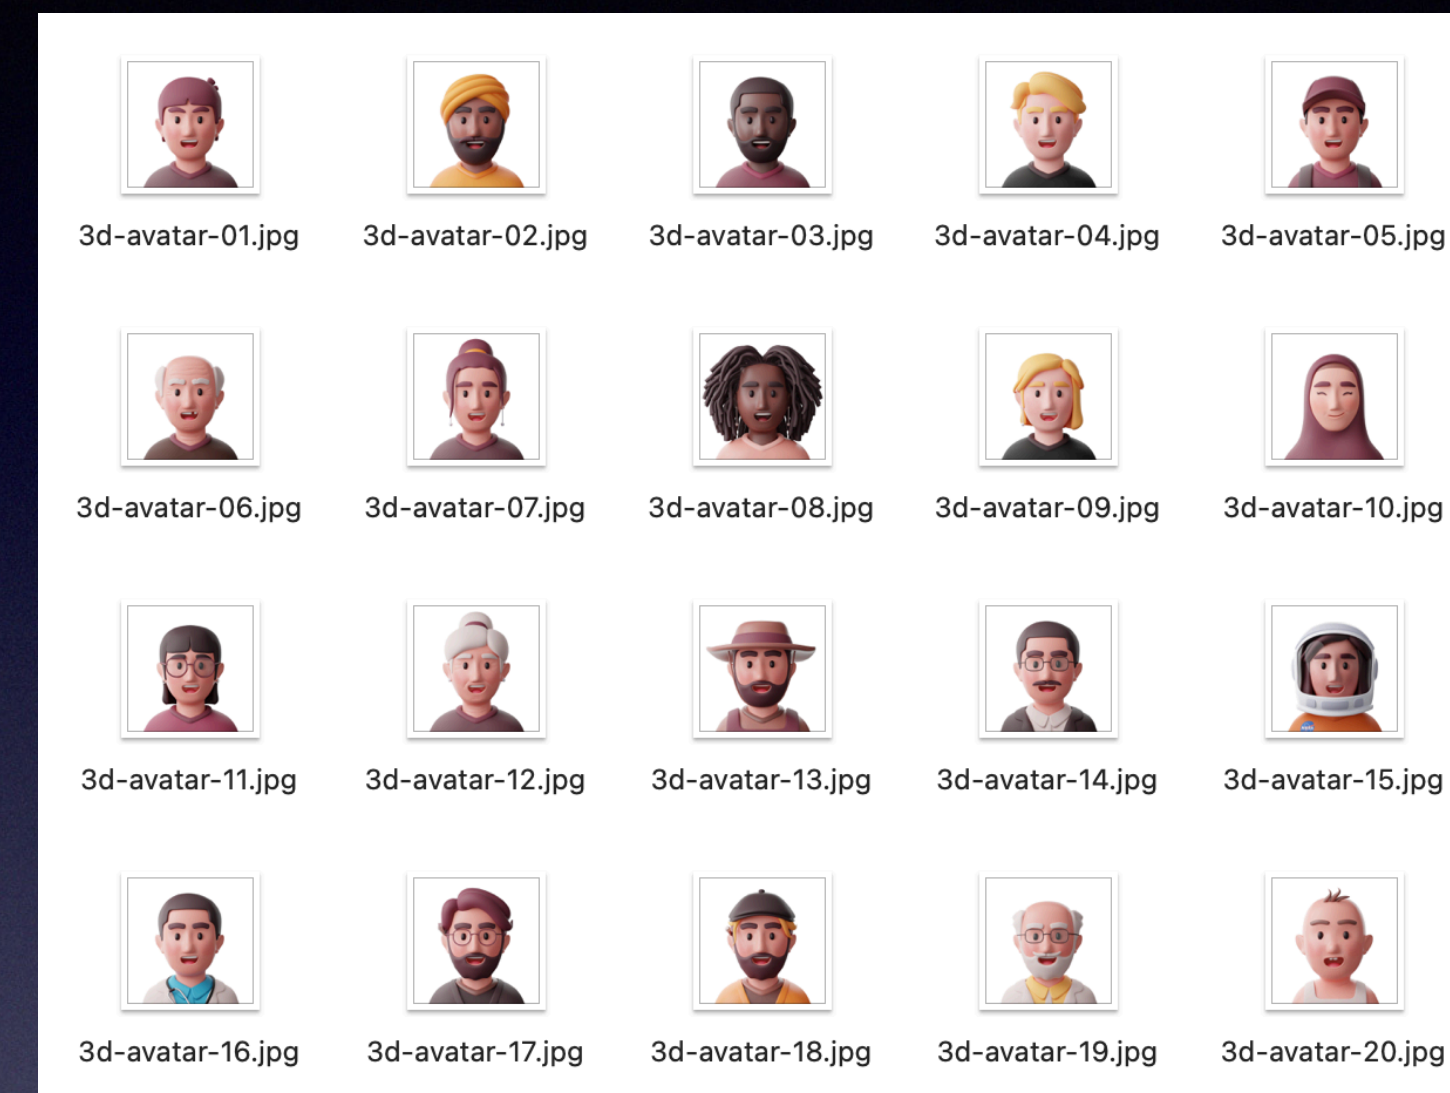 3d-avatar-01.jpg 3d-avatar-02.jpg 3d-avatar-03.jpg 3d-avatar-04.jpg 3d-avatar-05.jpg
3d-avatar-06.jpg 3d-avatar-07.jpg 3d-avatar-08.jpg 3d-avatar-09.jpg 3d-avatar-10.jpg
3d-avatar-11.jpg 3d-avatar-12.jpg 3d-avatar-13.jpg 3d-avatar-14.jpg 3d-avatar-15.jpg
3d-avatar-16.jpg 3d-avatar-17.jpg 3d-avatar-18.jpg 3d-avatar-19.jpg 3d-avatar-20.jpg